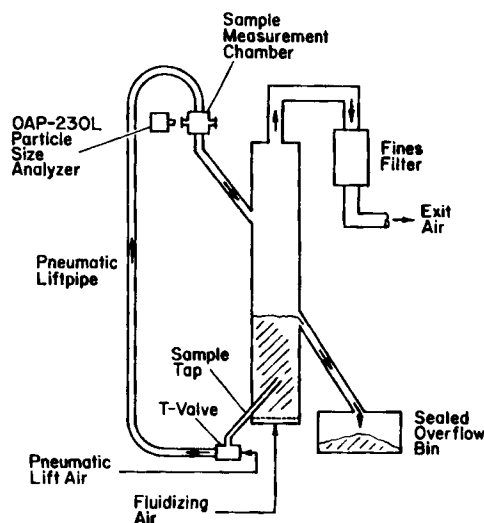 Sample
Measurement
Chamber
OAP-230L
Particle
Size
Analyzer
Fines
Filter
Exit
Air
Pneumatic
Liftpipe
Sample
Tap
T-Valve
Sealed
Overflow
Bin
Pneumatic
Lift Air
Fluidizing
Air